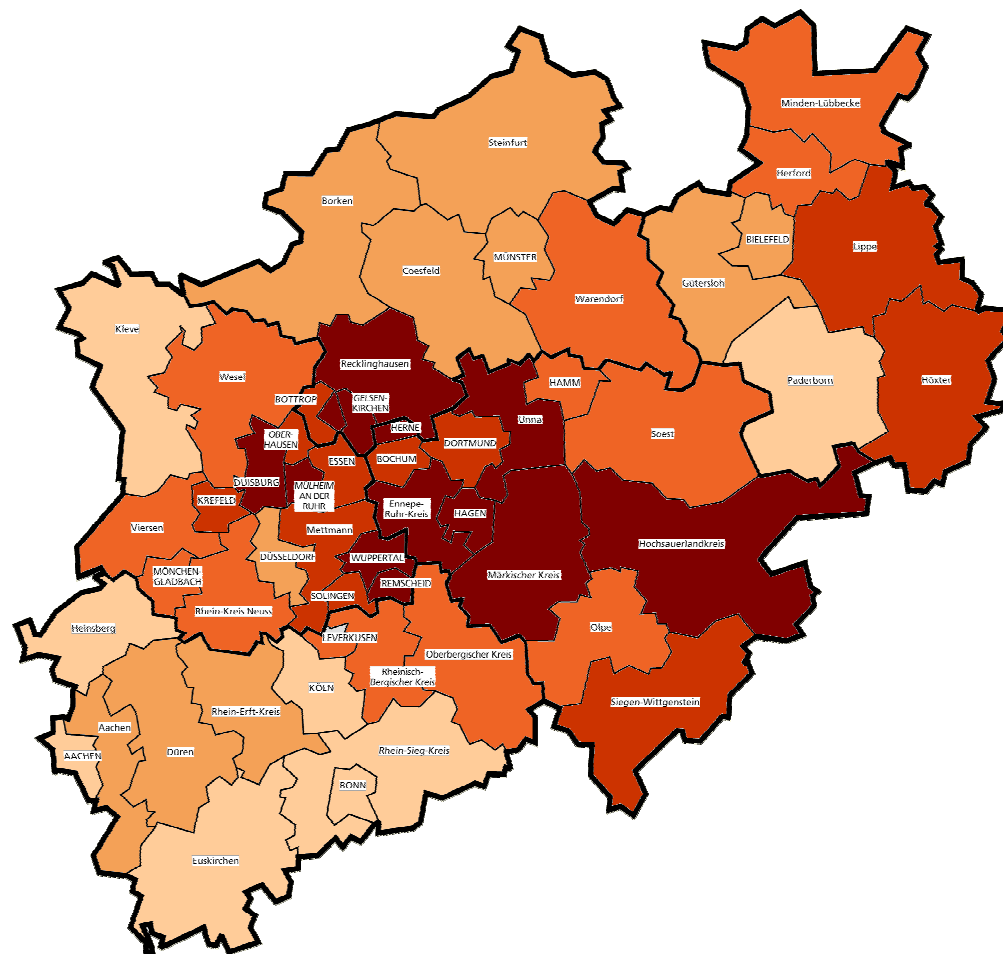 Minden-Lübbecke
Steinfurt
Herford
Borken
BIELEFELD
Lippe
MÜNSTER
Coesfeld
Gütersloh
Warendorf
Kleve
Recklinghausen
Wesel
Paderborn
Höxter
HAMM
BOTTROP
GELSEN-
KIRCHEN
Unna
HERNE
Soest
OBER-
HAUSEN
DORTMUND
BOCHUM
ESSEN
DUISBURG
MÜLHEIM
AN DER
RUHR
KREFELD
Ennepe-
Ruhr-Kreis
HAGEN
Viersen
Mettmann
Hochsauerlandkreis
DÜSSELDORF
WUPPERTAL
MÖNCHEN-
GLADBACH
Märkischer Kreis
REMSCHEID
SOLINGEN
Rhein-Kreis Neuss
Heinsberg
Olpe
LEVERKUSEN
Oberbergischer Kreis
Rheinisch-
Bergischer Kreis
KÖLN
Siegen-Wittgenstein
Rhein-Erft-Kreis
Aachen
AACHEN
Düren
Rhein-Sieg-Kreis
BONN
Euskirchen